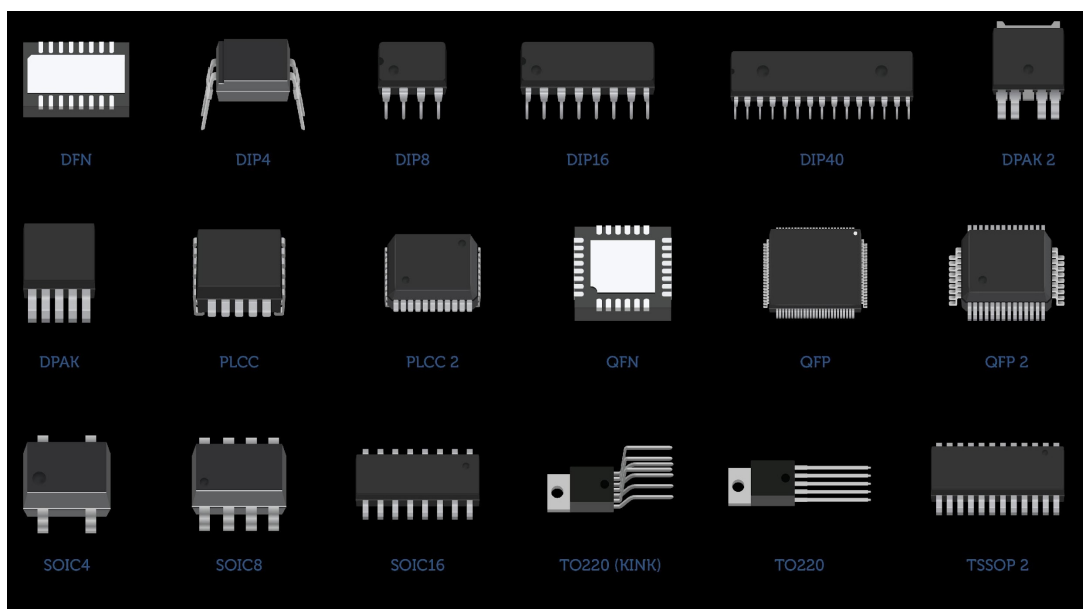 DFN
DIP4
DIP8
DIP16
DIP40
DPAK 2
DPAK
PLCC
PLCC 2
QFN
QFP
QFP 2
SOIC4
SOIC8
SOIC16
TO220 (KINK)
TO220
TSSOP 2